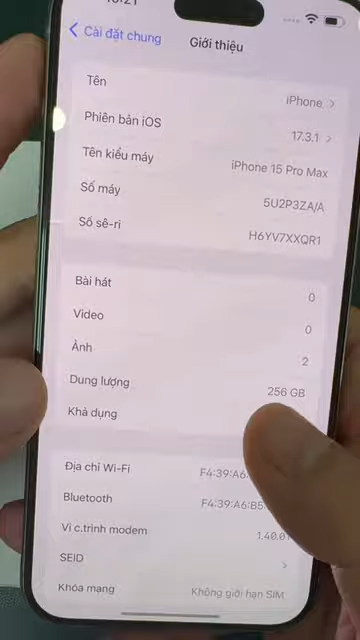 Cài đặt chung
Giới thiệu
Tên
iPhone
Phiên bản iOS
17.3.1
Tên kiểu máy
iPhone 15 Pro Max
Số máy
5U2P3ZA/A
Số sê-ri
H6YV7XXQR1
Bài hát
0
Video
0
Ảnh
2
Dung lượng
256 GB
Khả dụng
Địa chỉ Wi-Fi
F4:39:A6:
Bluetooth
F4:39:A6:B5:
Vi c.trình modem
1.40.01
SEID
Khóa mạng
Không giới hạn SIM